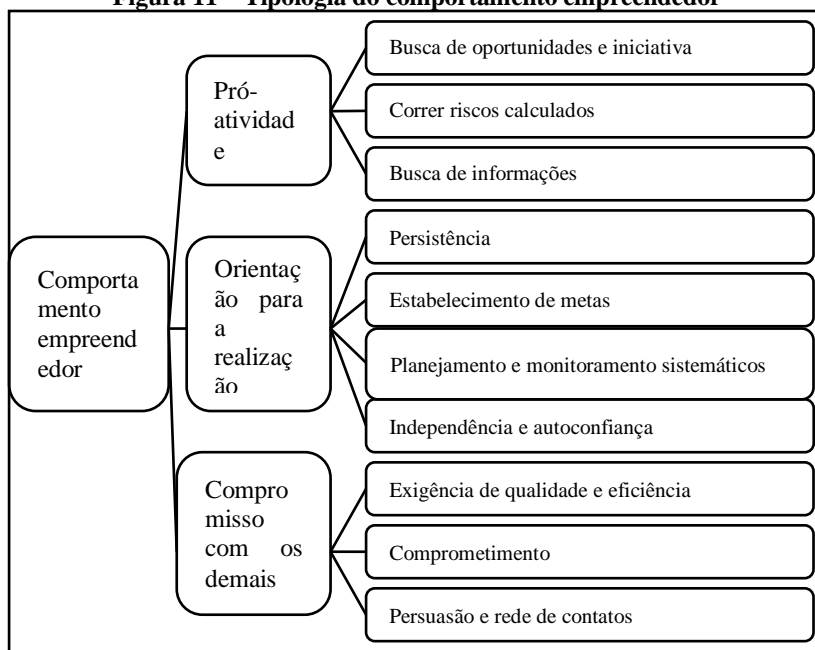 Figura 11 – Tipologia do comportamento empreendedor
Busca de oportunidades e iniciativa
Pró-
atividad
e
Correr riscos calculados
Busca de informações
Comporta
mento
empreend
edor
Orientaç
ão para
a
realizaç
ão
Persistência
Estabelecimento de metas
Planejamento e monitoramento sistemáticos
Independência e autoconfiança
Compro
misso
com os
demais
Exigência de qualidade e eficiência
Comprometimento
Persuasão e rede de contatos